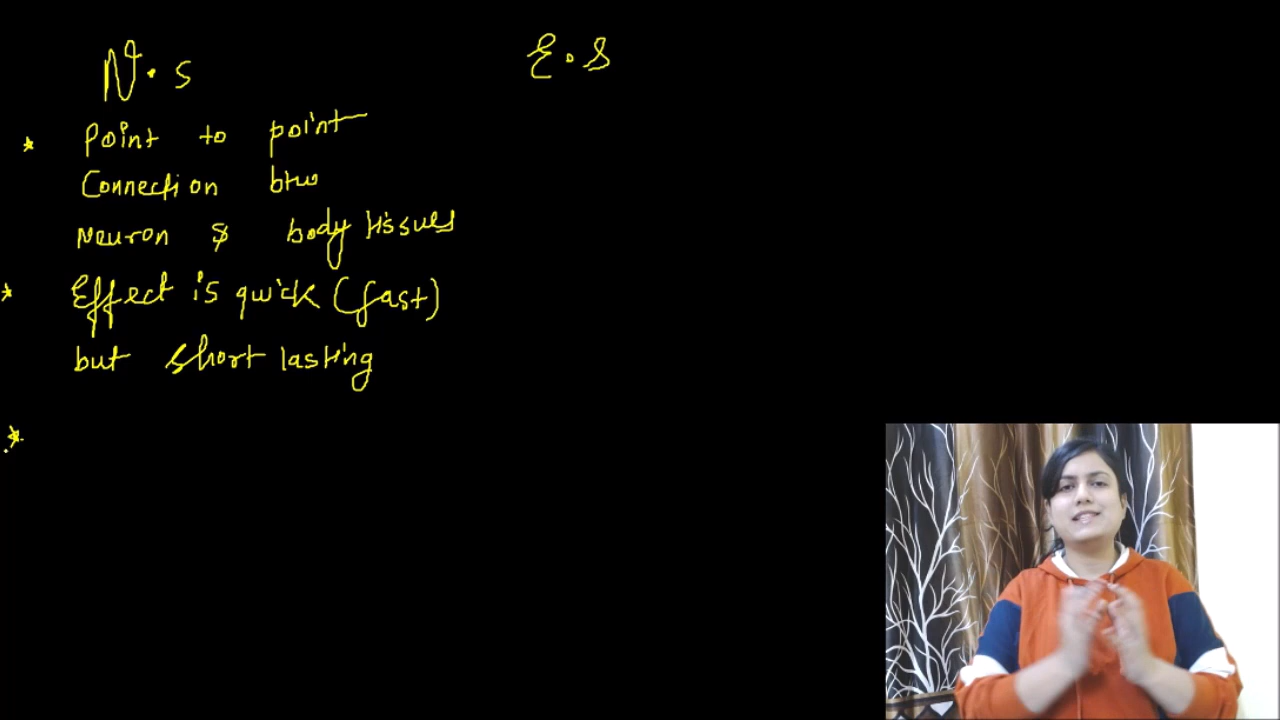 N.S
E.S
* Point to point
Connection btw
Neuron & body tissues
* Effect is quick (fast)
but short lasting
*